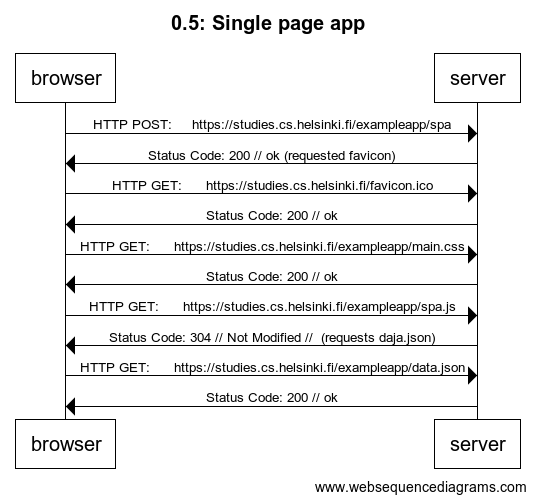 0.5: Single page app
browser server
HTTP POST: https://studies.cs.helsinki.fi/exampleapp/spa
Status Code: 200 // ok (requested favicon)
HTTP GET: https://studies.cs.helsinki.fi/favicon.ico
Status Code: 200 // ok
HTTP GET: https://studies.cs.helsinki.fi/exampleapp/main.css
Status Code: 200 // ok
HTTP GET: https://studies.cs.helsinki.fi/exampleapp/spa.js
Status Code: 304 // Not Modified // (requests daja.json)
HTTP GET: https://studies.cs.helsinki.fi/exampleapp/data.json
Status Code: 200 // ok
browser server
www.websequencediagrams.com